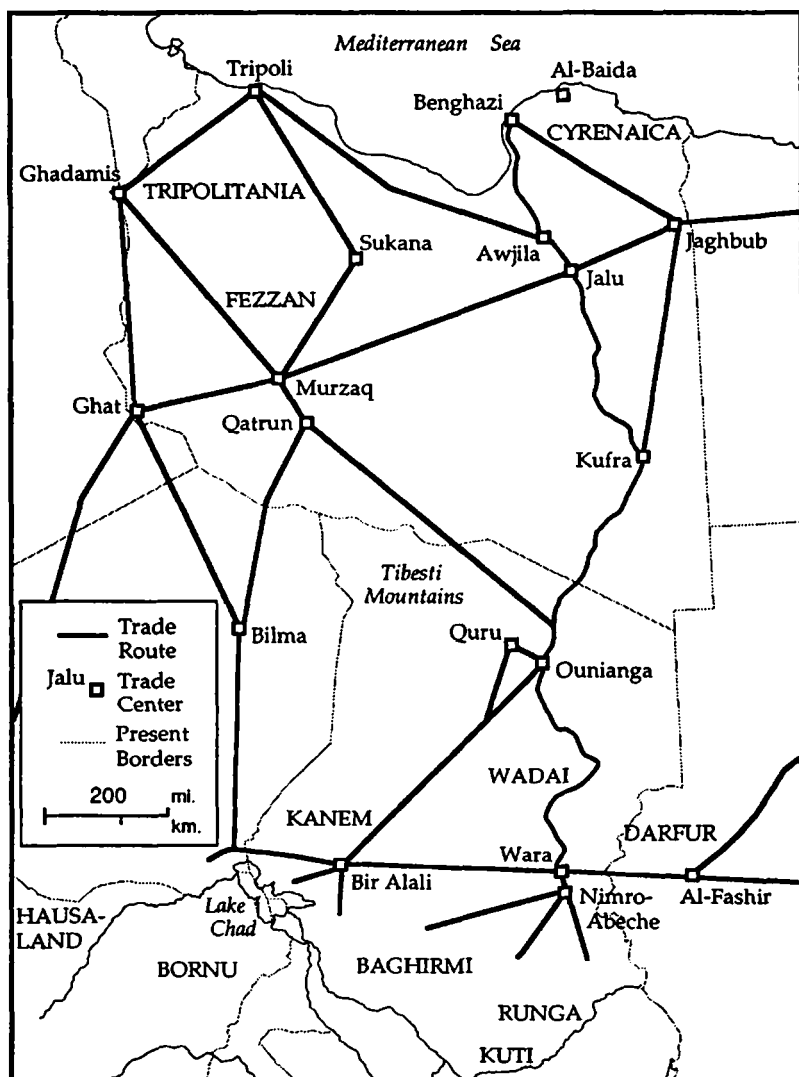 Mediterranean Sea
Tripoli
Al-Baida
Benghazi
CYRENAICA
Ghadamis
TRIPOLITANIA
Sukana
Awjila
Jaghbub
Jalu
FEZZAN
Murzaq
Ghat
Qatrun
Kufra
Tibesti
Mountains
Quru
Bilma
Ounianga
Trade
Route
Jalu
Trade
Center
Present
Borders
200 mi.
km.
WADAI
KANEM
DARFUR
Wara
Bir Alali
Al-Fashir
Nimro-
Abeche
Lake
Chad
HAUSA-
LAND
BORNU
BAGHIRMI
RUNGA
KUTI